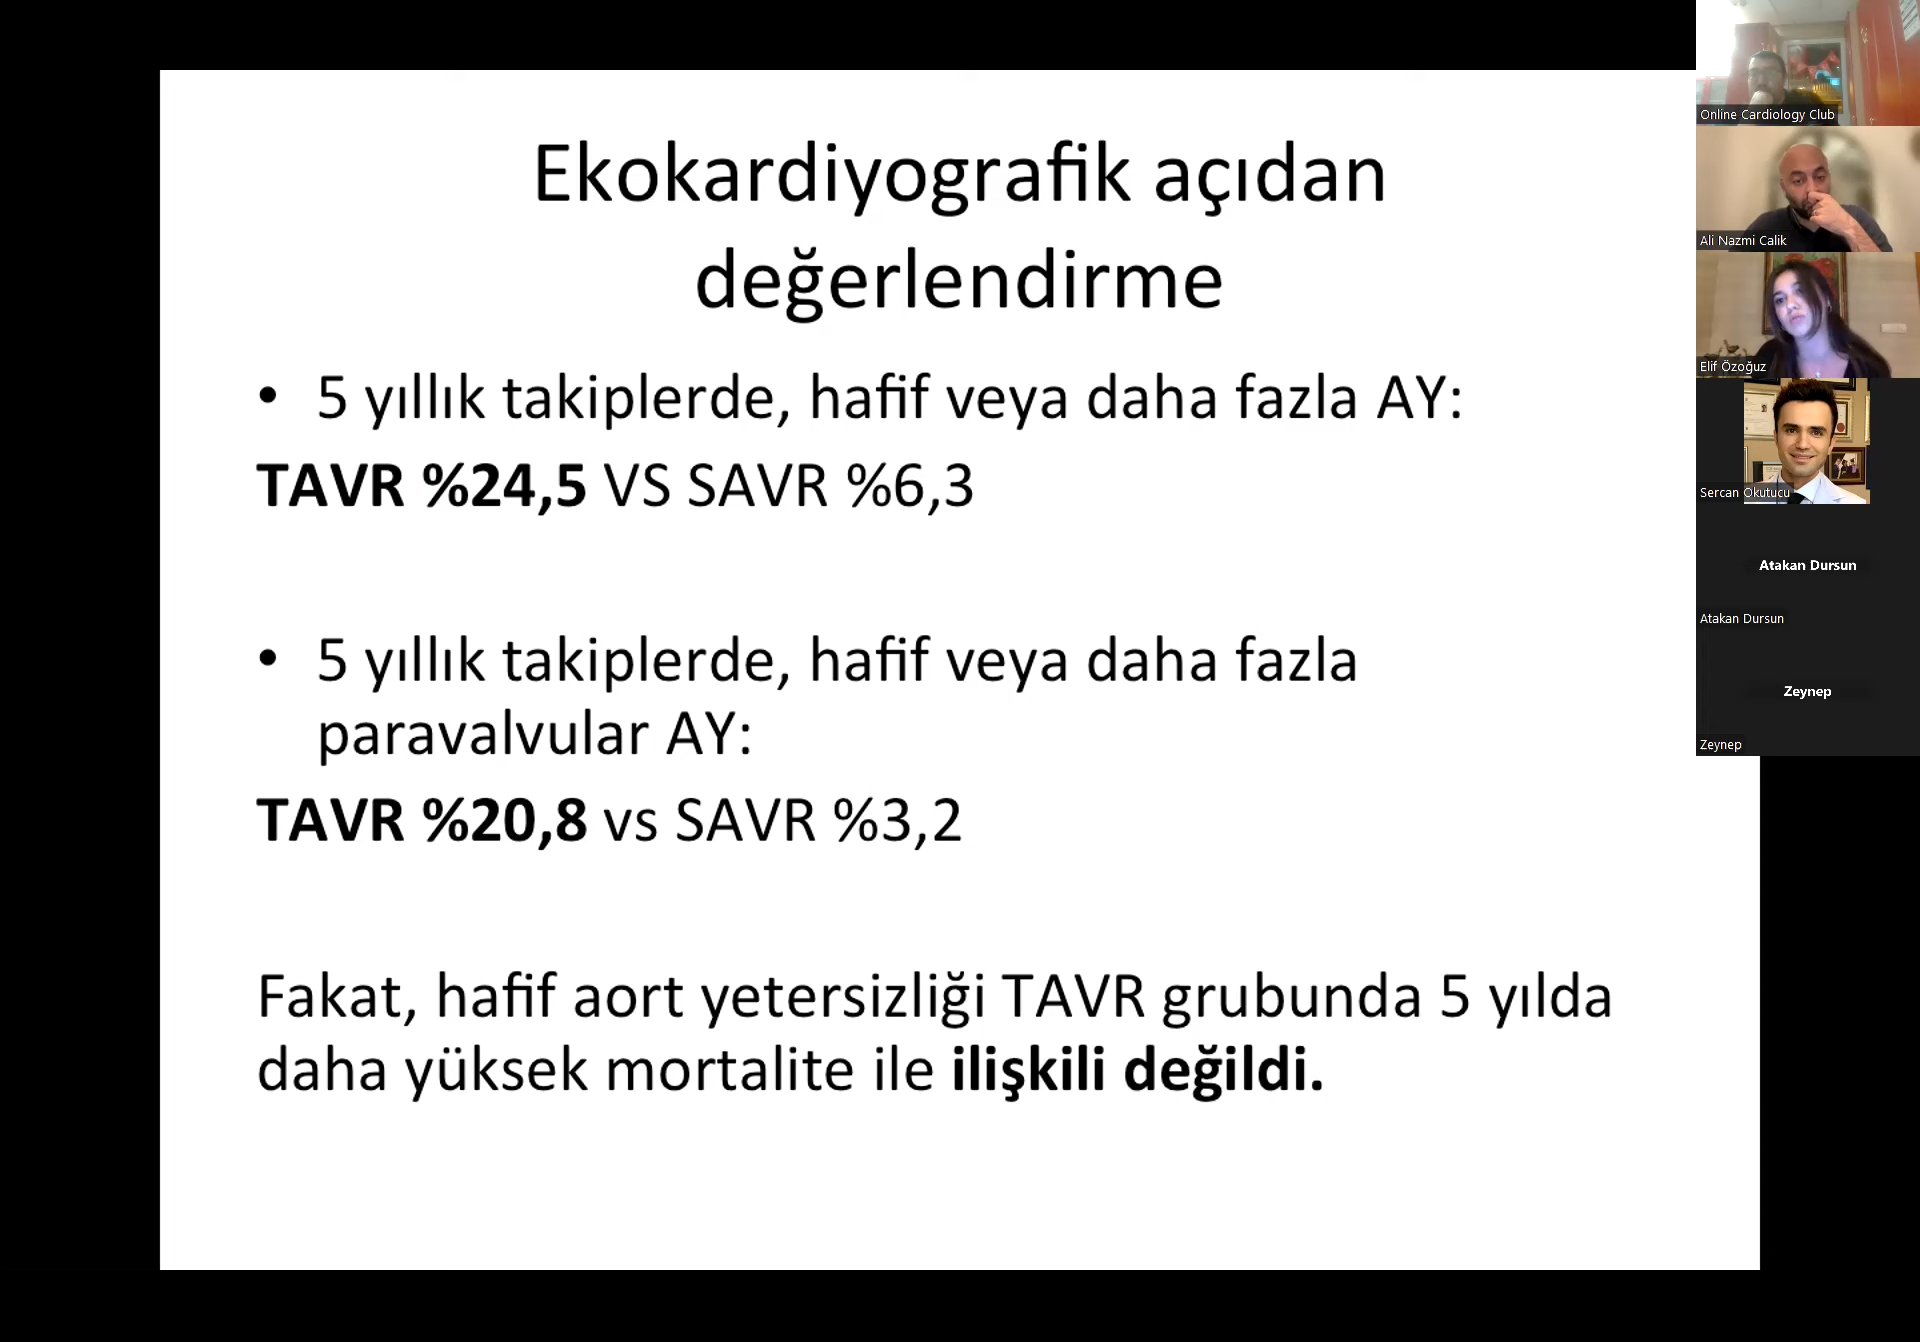 Ekokardiyografik açıdan
değerlendirme
• 5 yıllık takiplerde, hafif veya daha fazla AY:
TAVR %24,5 VS SAVR %6,3
• 5 yıllık takiplerde, hafif veya daha fazla
paravalvular AY:
TAVR %20,8 vs SAVR %3,2
Fakat, hafif aort yetersizliği TAVR grubunda 5 yılda
daha yüksek mortalite ile ilişkili değildi.
Online Cardiology Club
Ali Nazmi Calik
Elif Özoğuz
Sercan Okutucu
Atakan Dursun
Atakan Dursun
Zeynep
Zeynep